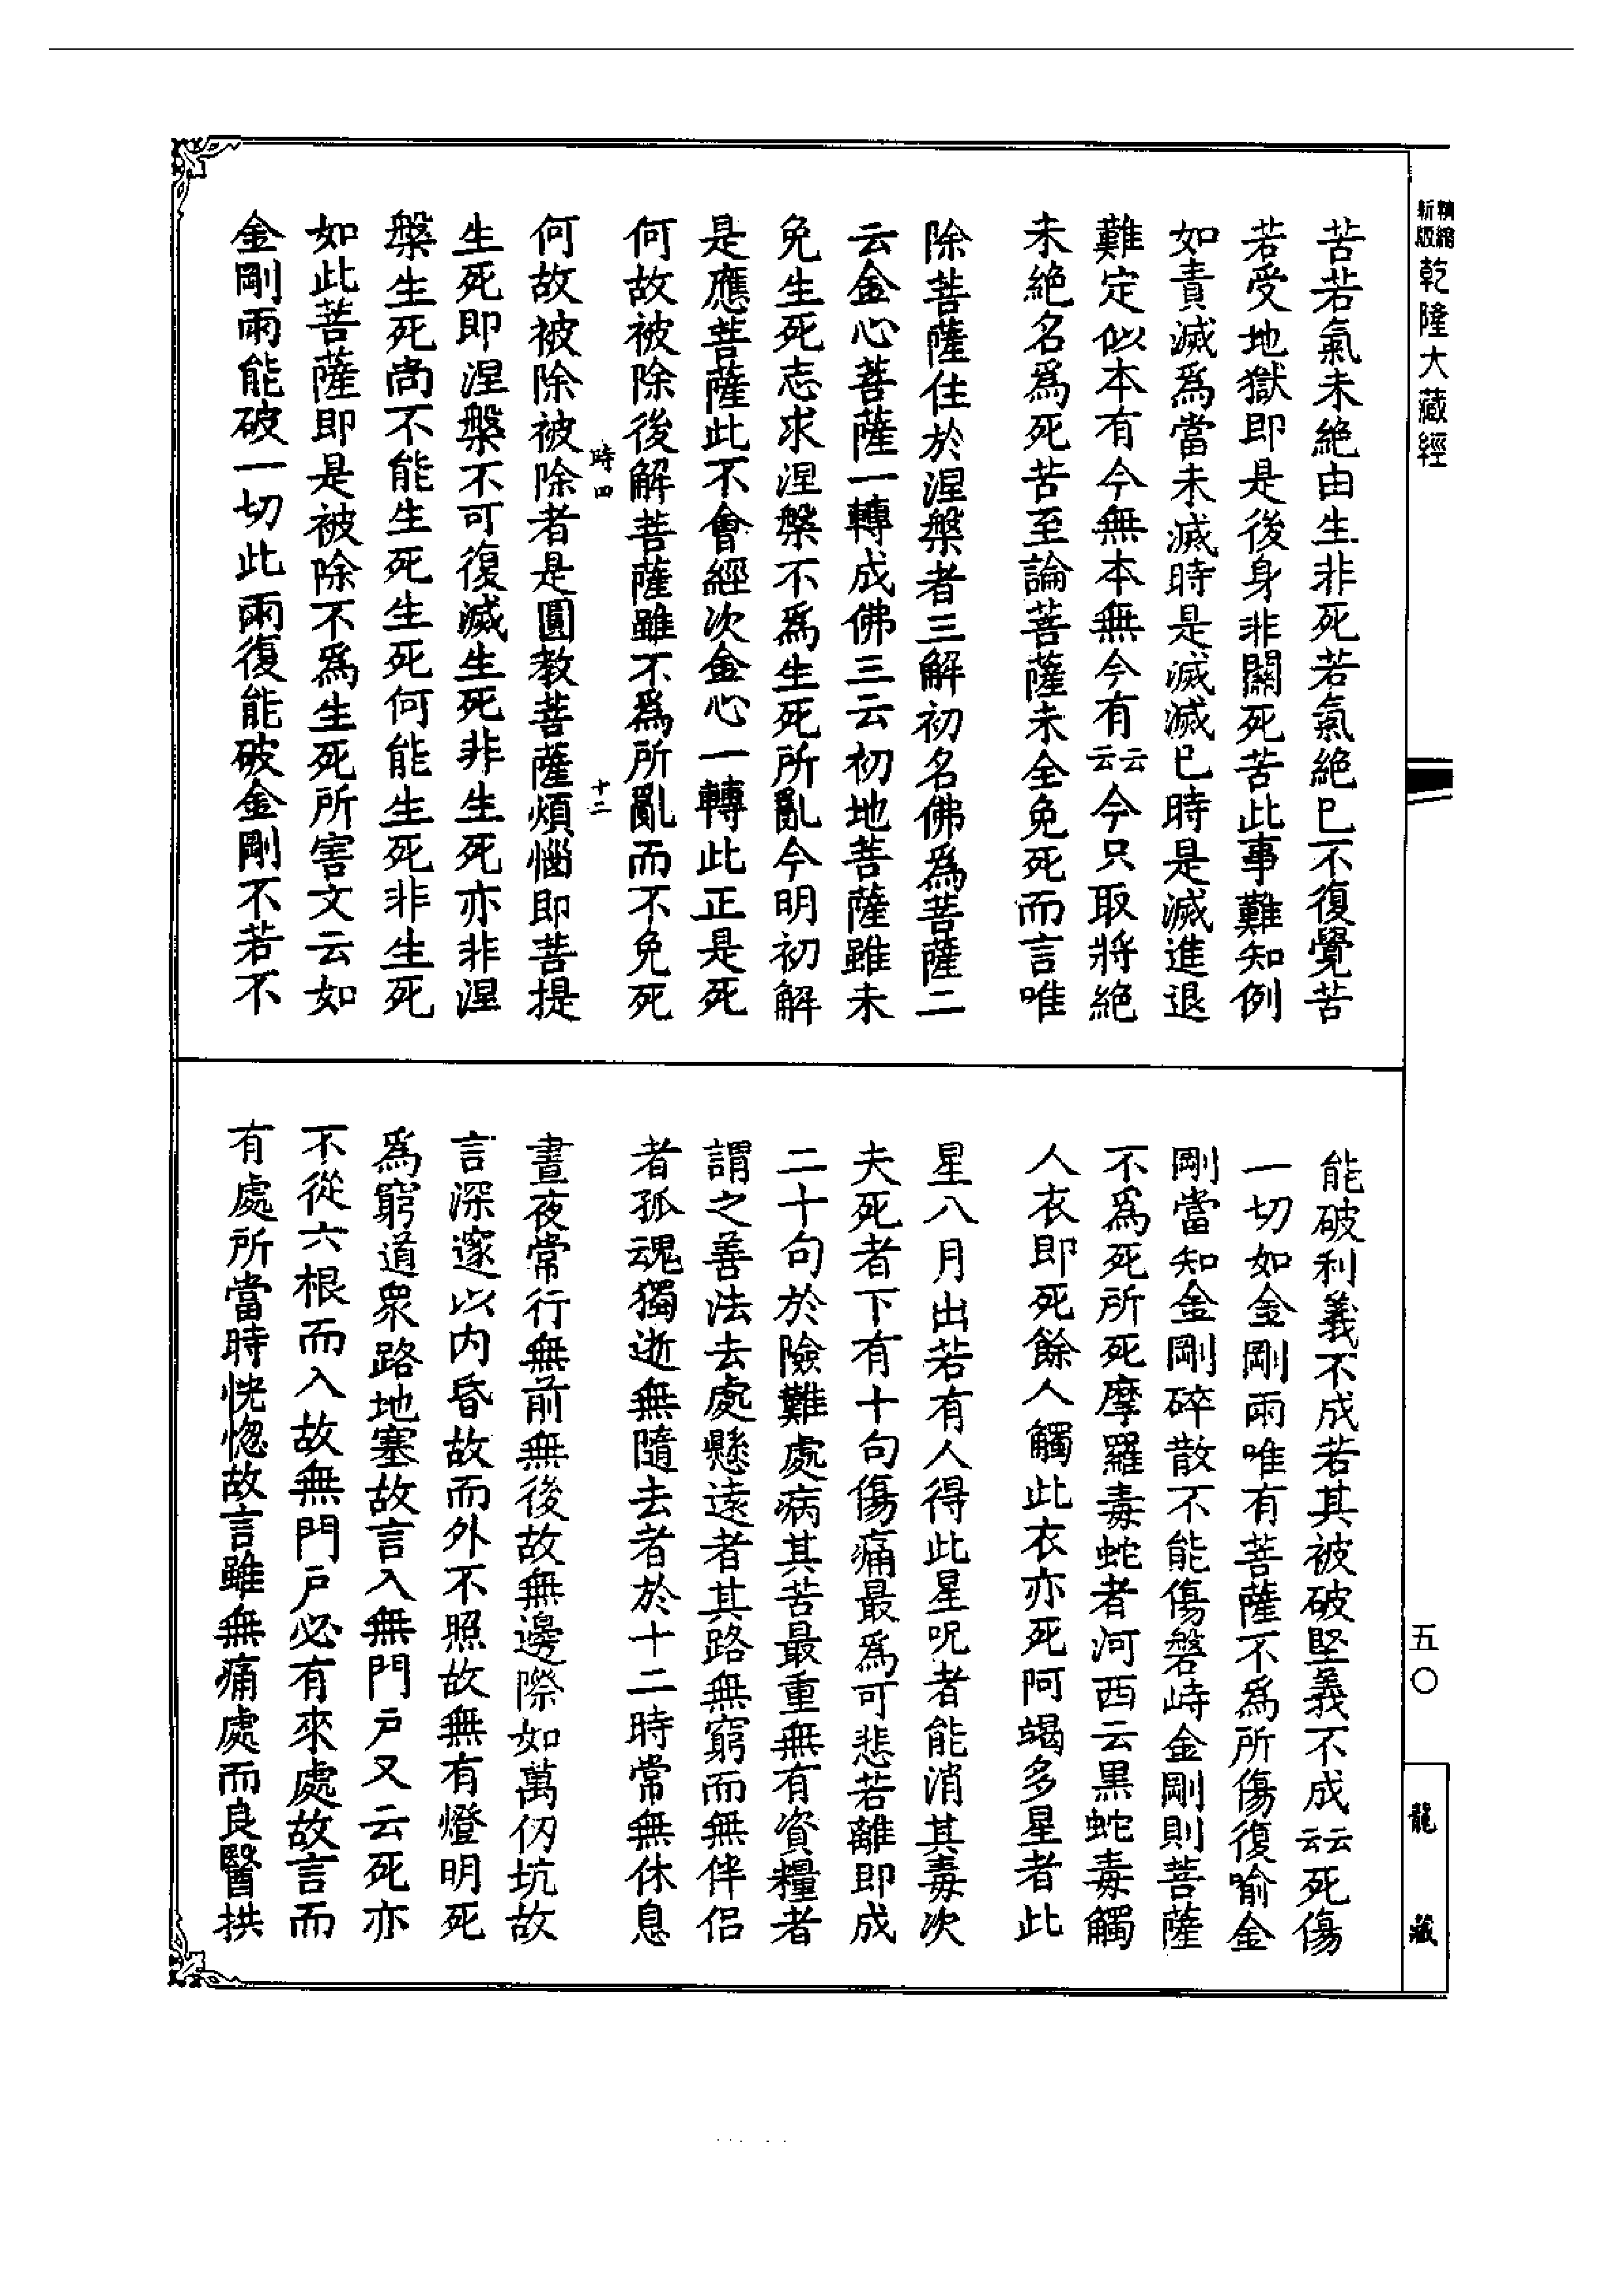 精縮新版乾隆大藏經
苦若氣未絕由生非死若氣絕已不復覺苦
若受地獄即是後身非關死苦此事難知例
如責滅爲當未滅時是滅滅已時是滅進退
難定似本有今無本無今有云云今只取將絕
未絕名爲死苦至論菩薩未全免死而言唯
除菩薩住於涅槃者三解初名佛爲菩薩二
云金心菩薩一轉成佛三云初地菩薩雖未
免生死志求涅槃不爲生死所亂今明初解
是應菩薩此不會經次金心一轉此正是死
何故被除後解菩薩雖不爲所亂而不免死
時四 十二
何故被除被除者是圓教菩薩煩惱即菩提
生死即涅槃不可復滅生死非生死亦非涅
槃生死尚不能生死生死何能生死非生死
如此菩薩即是被除不爲生死所害文云如
金剛雨能破一切此雨復能破金剛不若不
能破利義不成若其被破堅義不成云云死傷
一切如金剛雨唯有菩薩不爲所傷復喻金
剛當知金剛碎散不能傷磐峙金剛則菩薩
不爲死所死摩羅毒蛇者河西云黑蛇毒觸
人衣即死餘人觸此衣亦死阿竭多星者此
星八月出若有人得此星呪者能消其毒次
夫死者下有十句傷痛最爲可悲若離即成
二十句於險難處病其苦最重無有資糧者
謂之善法去處懸遠者其路無窮而無伴侶
者孤魂獨逝無隨去者於十二時常無休息
晝夜常行無前無後故無邊際如萬仞坑故
言深邃以內昏故而外不照故無有燈明死
爲窮道眾路地塞故言入無門戶又云死亦
不從六根而入故無門戶必有來處故言而
有處所當時恍惚故言雖無痛處而良醫拱
五〇
龍藏